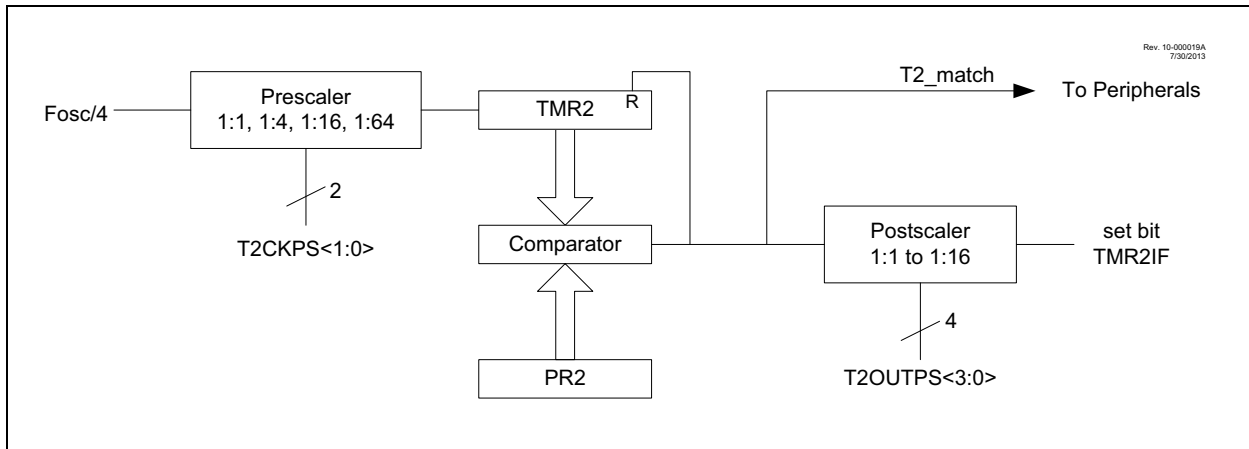 Rev. 10-000019A
7/30/2013
T2_match
To Peripherals
Fosc/4
Prescaler
1:1, 1:4, 1:16, 1:64
TMR2
R
2
T2CKPS<1:0>
Comparator
Postscaler
1:1 to 1:16
set bit
TMR2IF
4
PR2
T2OUTPS<3:0>